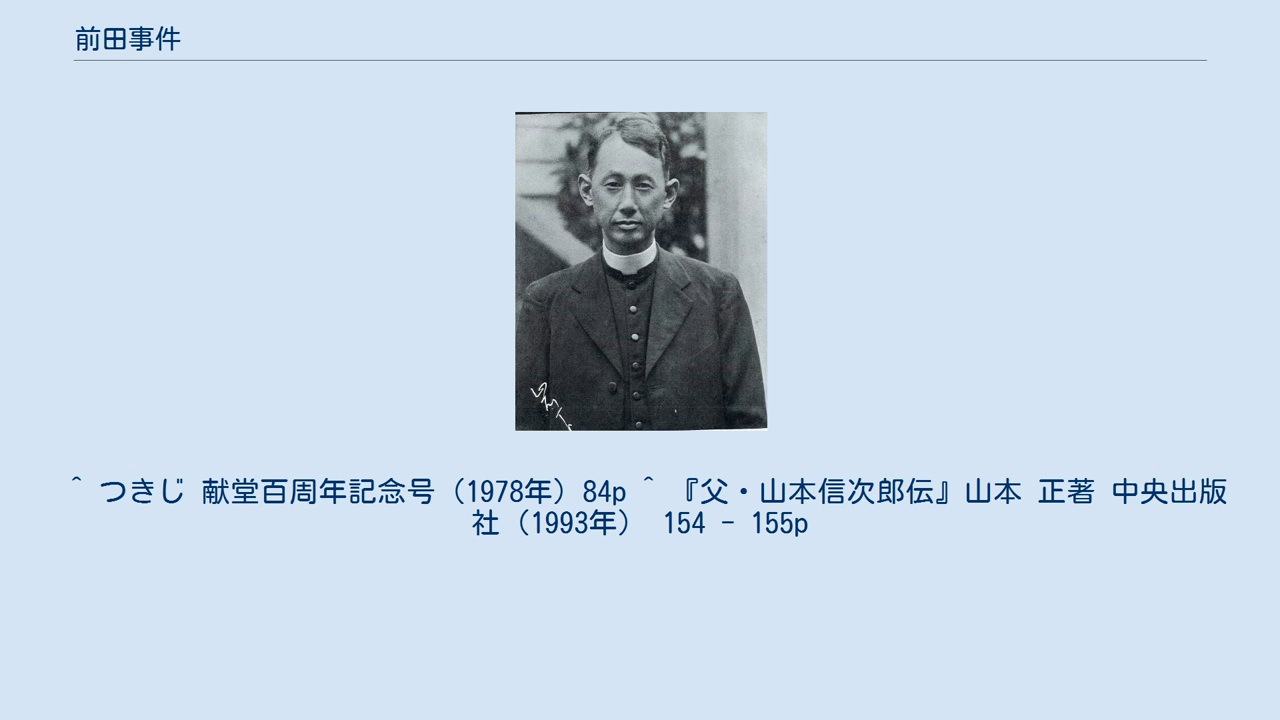 前田事件
^ つきじ 献堂百周年記念号（1978年）84p ^ 『父・山本信次郎伝』山本 正著 中央出版
社（1993年） 154 - 155p